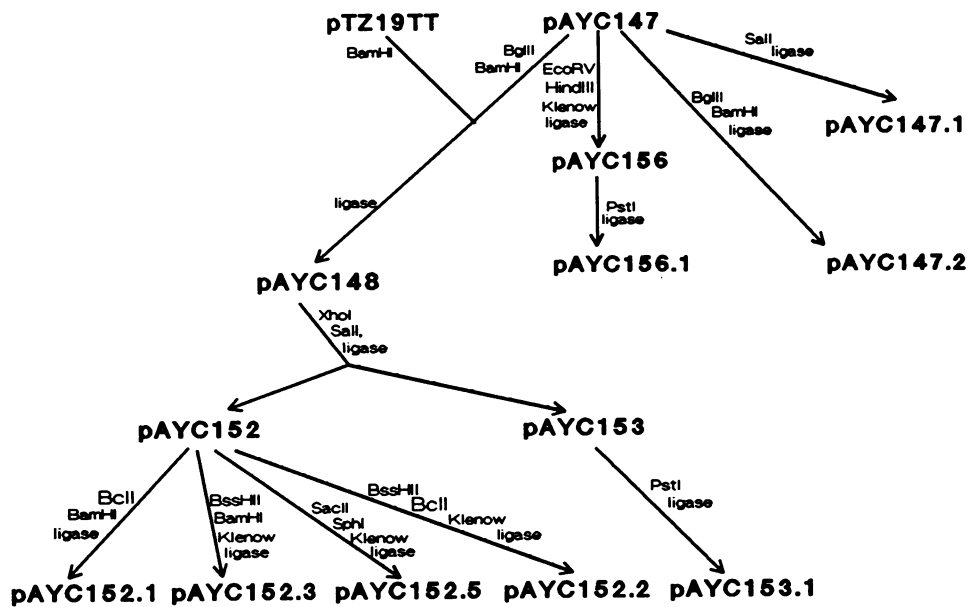 pTZ19TT
pAYC147
BamHI
BglII
BamHI
EcoRV
HindIII
Klenow
ligase
SalI
ligase
BglII
BamHI
ligase
pAYC147.1
pAYC156
ligase
PstI
ligase
pAYC148
pAYC156.1
pAYC147.2
XhoI
SalI,
ligase
pAYC152
pAYC153
BclI
BamHI
ligase
BssHII
BamHI
Klenow
ligase
SacII
SphI
Klenow
ligase
BssHII
BclI
Klenow
ligase
PstI
ligase
pAYC152.1
pAYC152.3
pAYC152.5
pAYC152.2
pAYC153.1